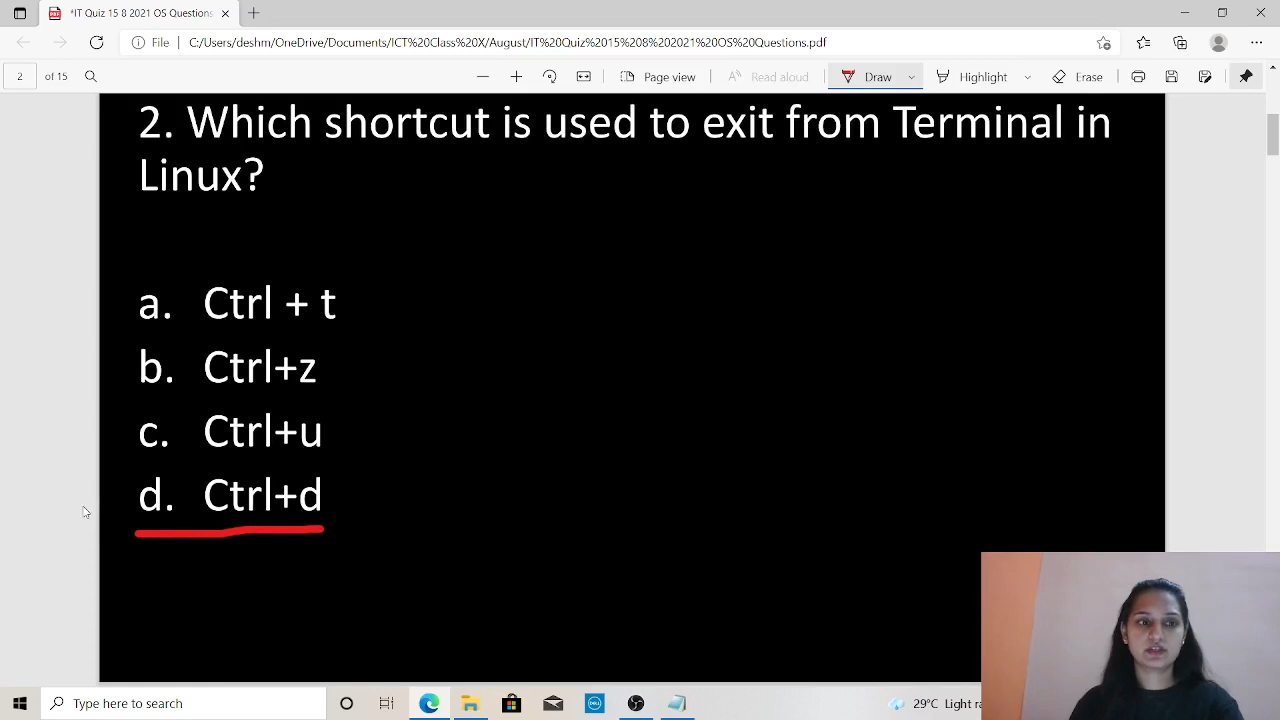 *IT Quiz 15 8 2021 OS Questions
File
C:/Users/deshm/OneDrive/Documents/ICT%20Class%20X/August/IT%20Quiz%2015%208%202021%20OS%20Questions.pdf
2 of 15
Page view
Read aloud
Draw
Highlight
Erase
2. Which shortcut is used to exit from Terminal in
Linux?
a. Ctrl + t
b. Ctrl+z
c. Ctrl+u
d. Ctrl+d
Type here to search
29°C Light